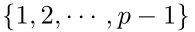 {1, 2, ⋯ , p − 1}